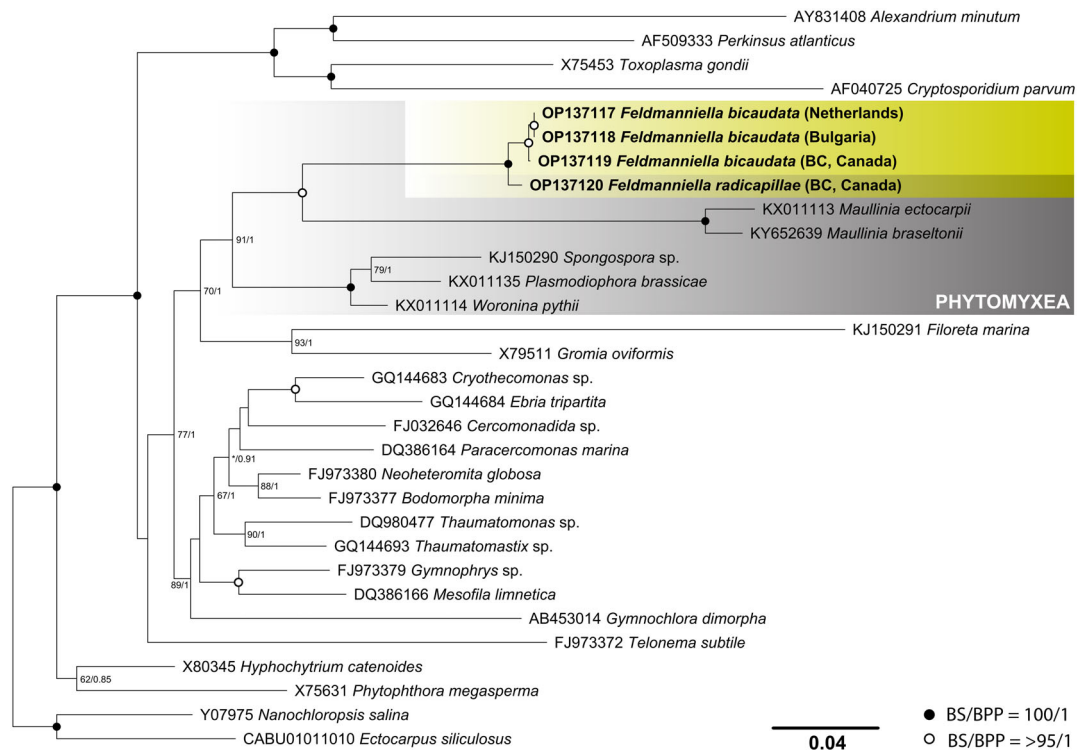 AY831408 Alexandrium minutum
AF509333 Perkinsus atlanticus
X75453 Toxoplasma gondii
AF040725 Cryptosporidium parvum
OP137117 Feldmanniella bicaudata (Netherlands)
OP137118 Feldmanniella bicaudata (Bulgaria)
OP137119 Feldmanniella bicaudata (BC, Canada)
OP137120 Feldmanniella radicapillae (BC, Canada)
KX011113 Maullinia ectocarpii
91/1
KY652639 Maullinia braseltonii
KJ150290 Spongospora sp.
79/1
KX011135 Plasmodiophora brassicae
70/1
KX011114 Woronina pythii
PHYTOMYXEA
KJ150291 Filoreta marina
93/1
X79511 Gromia oviformis
GQ144683 Cryothecomonas sp.
GQ144684 Ebria tripartita
FJ032646 Cercomonadida sp.
77/1
DQ386164 Paracercomonas marina
*/0.91
FJ973380 Neoheteromita globosa
88/1
67/1
FJ973377 Bodomorpha minima
DQ980477 Thaumatomonas sp.
90/1
GQ144693 Thaumatomastix sp.
FJ973379 Gymnophrys sp.
89/1
DQ386166 Mesofila limnetica
AB453014 Gymnochlora dimorpha
FJ973372 Telonema subtile
X80345 Hyphochytrium catenoides
62/0.85
X75631 Phytophthora megasperma
Y07975 Nanochloropsis salina
CABU01011010 Ectocarpus siliculosus
0.04
BS/BPP = 100/1
BS/BPP = >95/1